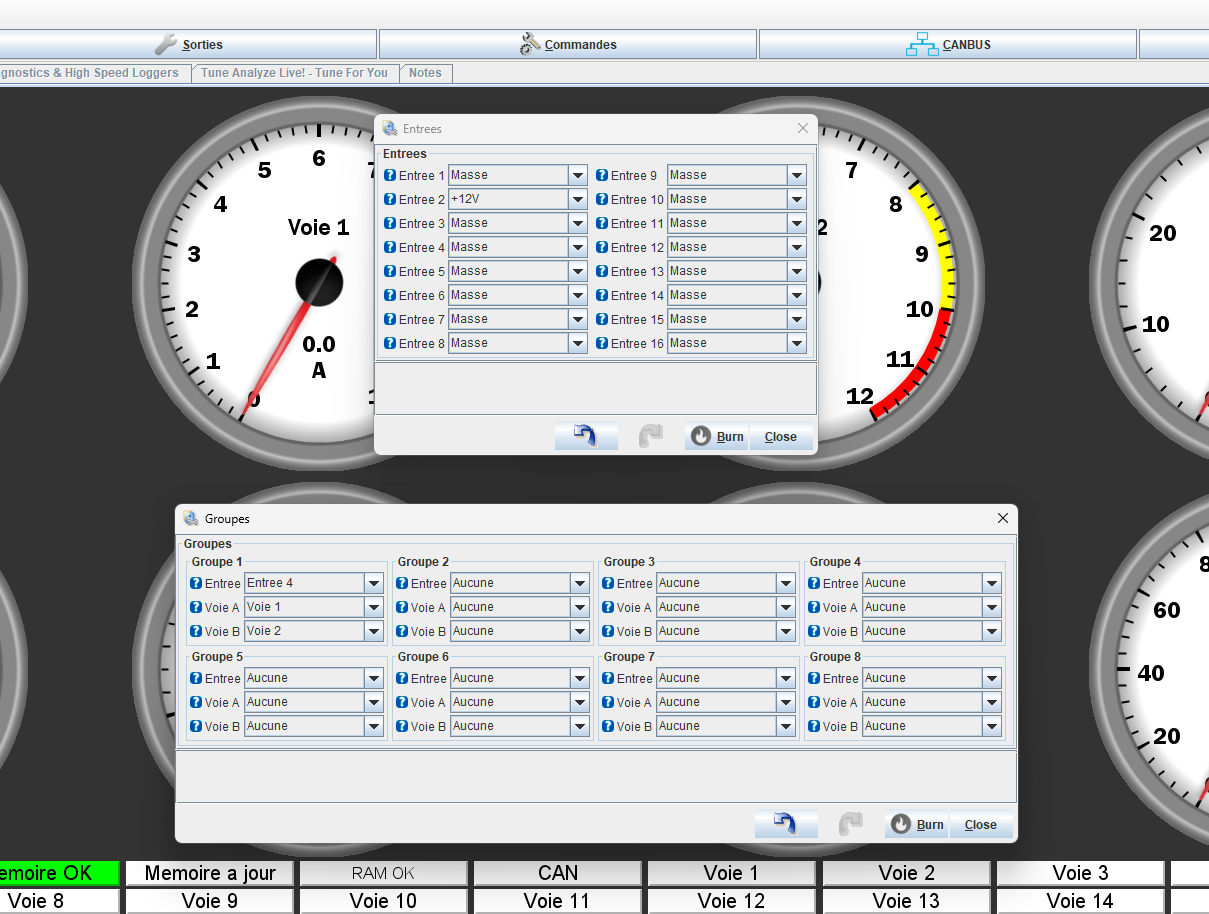 Sorties Commandes CANBUS
gnostics & High Speed Loggers Tune Analyze Live! - Tune For You Notes
Entrees
Entrees
Entree 1 Masse Entree 9 Masse
Entree 2 +12V Entree 10 Masse
Entree 3 Masse Entree 11 Masse
Entree 4 Masse Entree 12 Masse
Entree 5 Masse Entree 13 Masse
Entree 6 Masse Entree 14 Masse
Entree 7 Masse Entree 15 Masse
Entree 8 Masse Entree 16 Masse
Burn Close
0 1 2 3 4 5 6 7
Voie 1
0.0
A
2
7 8 9 10 11 12
20
10
Groupes
Groupes
Groupe 1 Groupe 2 Groupe 3 Groupe 4
Entree Entree 4 Entree Aucune Entree Aucune Entree Aucune
Voie A Voie 1 Voie A Aucune Voie A Aucune Voie A Aucune
Voie B Voie 2 Voie B Aucune Voie B Aucune Voie B Aucune
Groupe 5 Groupe 6 Groupe 7 Groupe 8
Entree Aucune Entree Aucune Entree Aucune Entree Aucune
Voie A Aucune Voie A Aucune Voie A Aucune Voie A Aucune
Voie B Aucune Voie B Aucune Voie B Aucune Voie B Aucune
Burn Close
8
60
40
20
emoire OK Memoire a jour RAM OK CAN Voie 1 Voie 2 Voie 3
Voie 8 Voie 9 Voie 10 Voie 11 Voie 12 Voie 13 Voie 14